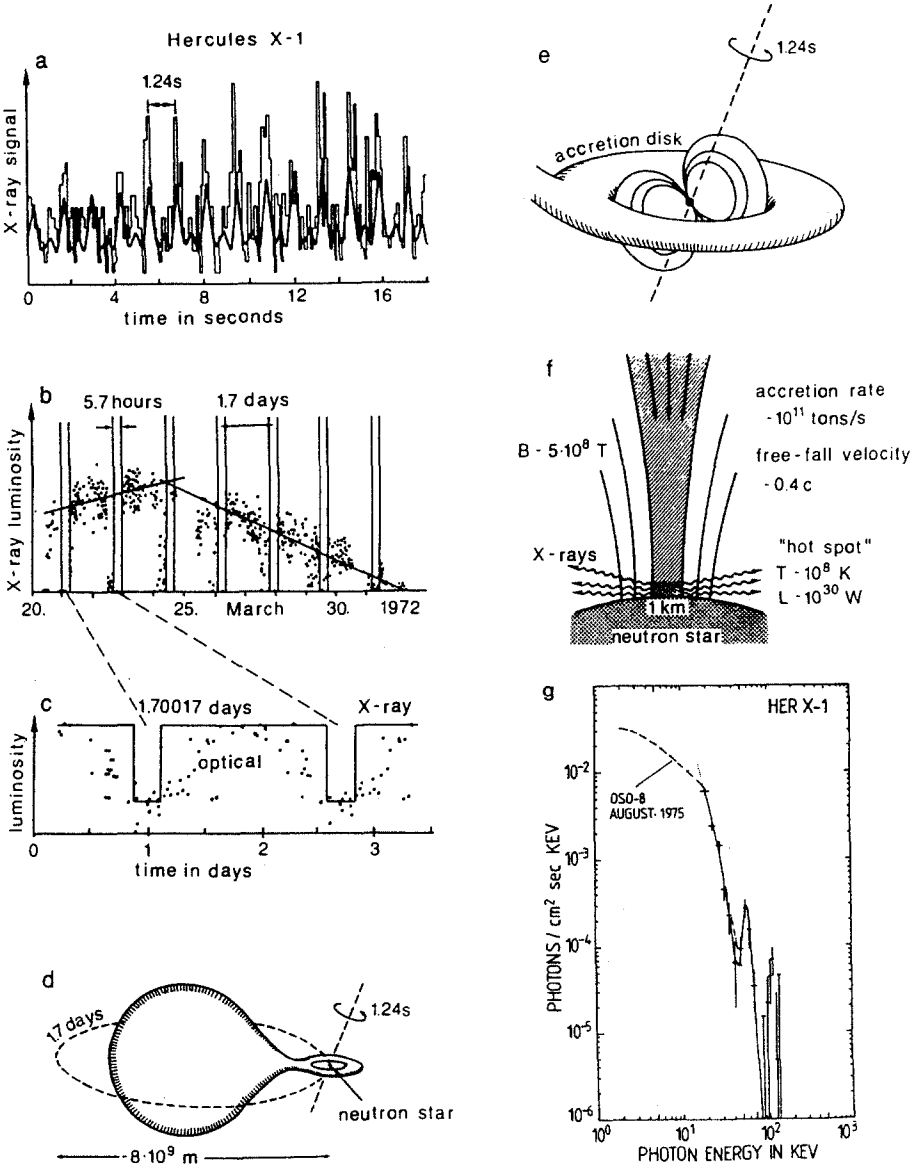 Hercules X-1
a
1.24s
X-ray signal
0 4 8 12 16
time in seconds
b
5.7 hours
1.7 days
X-ray luminosity
20. 25. March 30. 1972
c
1.70017 days
X-ray
optical
luminosity
0 1 2 3
time in days
d
1.7 days
1.24s
neutron star
~8·10⁹ m
e
1.24s
accretion disk
f
accretion rate
~10¹¹ tons/s
B ~ 5·10⁸ T
free-fall velocity
~0.4 c
X-rays
"hot spot"
T ~ 10⁸ K
L ~ 10³⁰ W
1 km
neutron star
g
HER X-1
OSO-8
AUGUST·1975
PHOTONS / cm² sec KEV
10⁻²
10⁻³
10⁻⁴
10⁻⁵
10⁻⁶
10⁰ 10¹ 10² 10³
PHOTON ENERGY IN KEV